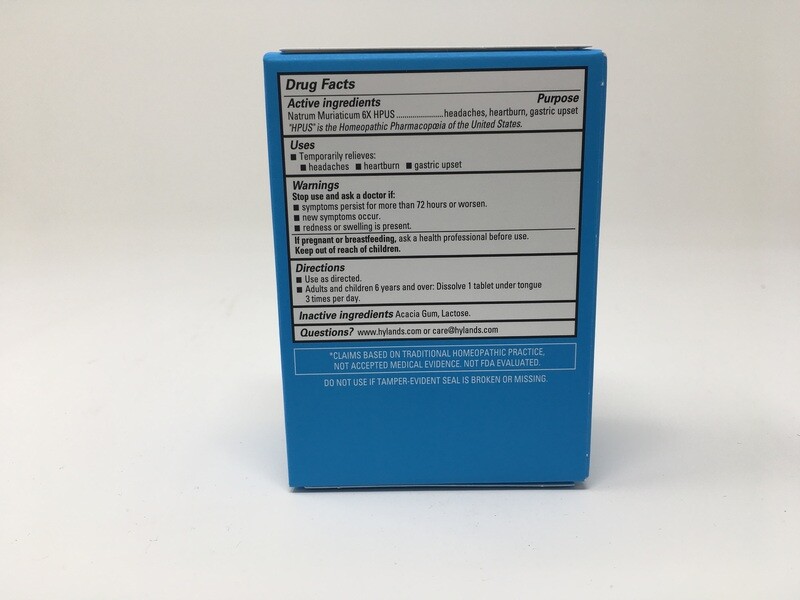 Drug Facts
Active ingredients Purpose
Natrum Muriaticum 6X HPUS ........................ headaches, heartburn, gastric upset
"HPUS" is the Homeopathic Pharmacopœia of the United States.
Uses
■ Temporarily relieves:
■ headaches ■ heartburn ■ gastric upset
Warnings
Stop use and ask a doctor if:
■ symptoms persist for more than 72 hours or worsen.
■ new symptoms occur.
■ redness or swelling is present.
If pregnant or breastfeeding, ask a health professional before use.
Keep out of reach of children.
Directions
■ Use as directed.
■ Adults and children 6 years and over: Dissolve 1 tablet under tongue
3 times per day.
Inactive ingredients Acacia Gum, Lactose.
Questions? www.hylands.com or care@hylands.com
*CLAIMS BASED ON TRADITIONAL HOMEOPATHIC PRACTICE,
NOT ACCEPTED MEDICAL EVIDENCE. NOT FDA EVALUATED.
DO NOT USE IF TAMPER-EVIDENT SEAL IS BROKEN OR MISSING.